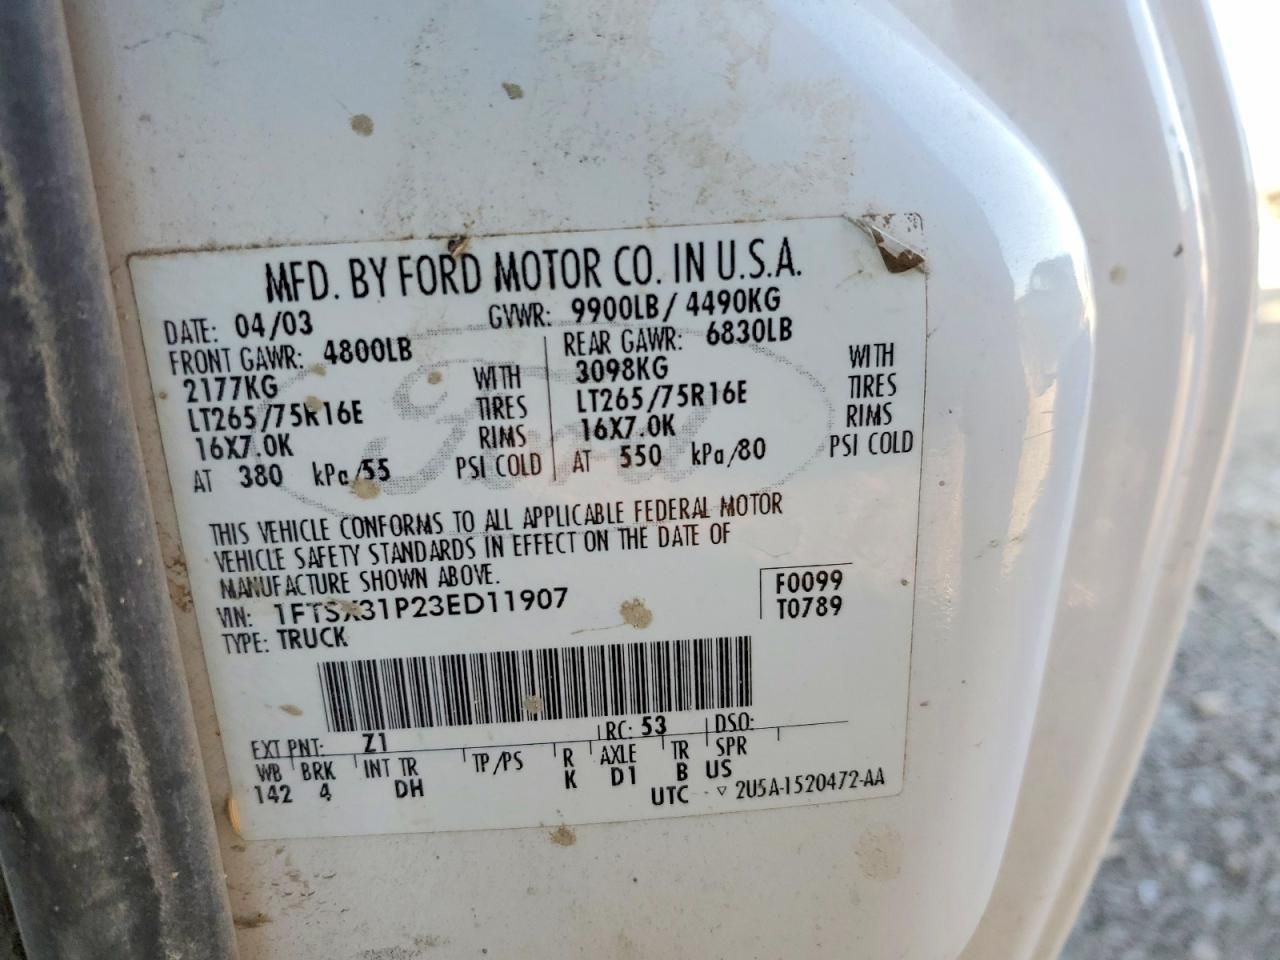 MFD. BY FORD MOTOR CO. IN U.S.A.
DATE: 04/03 GVWR: 9900LB / 4490KG
FRONT GAWR: 4800LB REAR GAWR: 6830LB
2177KG WITH 3098KG WITH
LT265/75R16E TIRES LT265/75R16E TIRES
16X7.0K RIMS 16X7.0K RIMS
AT 380 kPa/55 PSI COLD AT 550 kPa/80 PSI COLD
Ford
THIS VEHICLE CONFORMS TO ALL APPLICABLE FEDERAL MOTOR
VEHICLE SAFETY STANDARDS IN EFFECT ON THE DATE OF
MANUFACTURE SHOWN ABOVE.
VIN: 1FTSX31P23ED11907 F0099
TYPE: TRUCK T0789
EXT PNT: Z1 RC: 53 DSO:
WB BRK INT TR TP/PS R AXLE TR SPR
142 4 DH K D1 B US
UTC ▽ 2U5A-1520472-AA